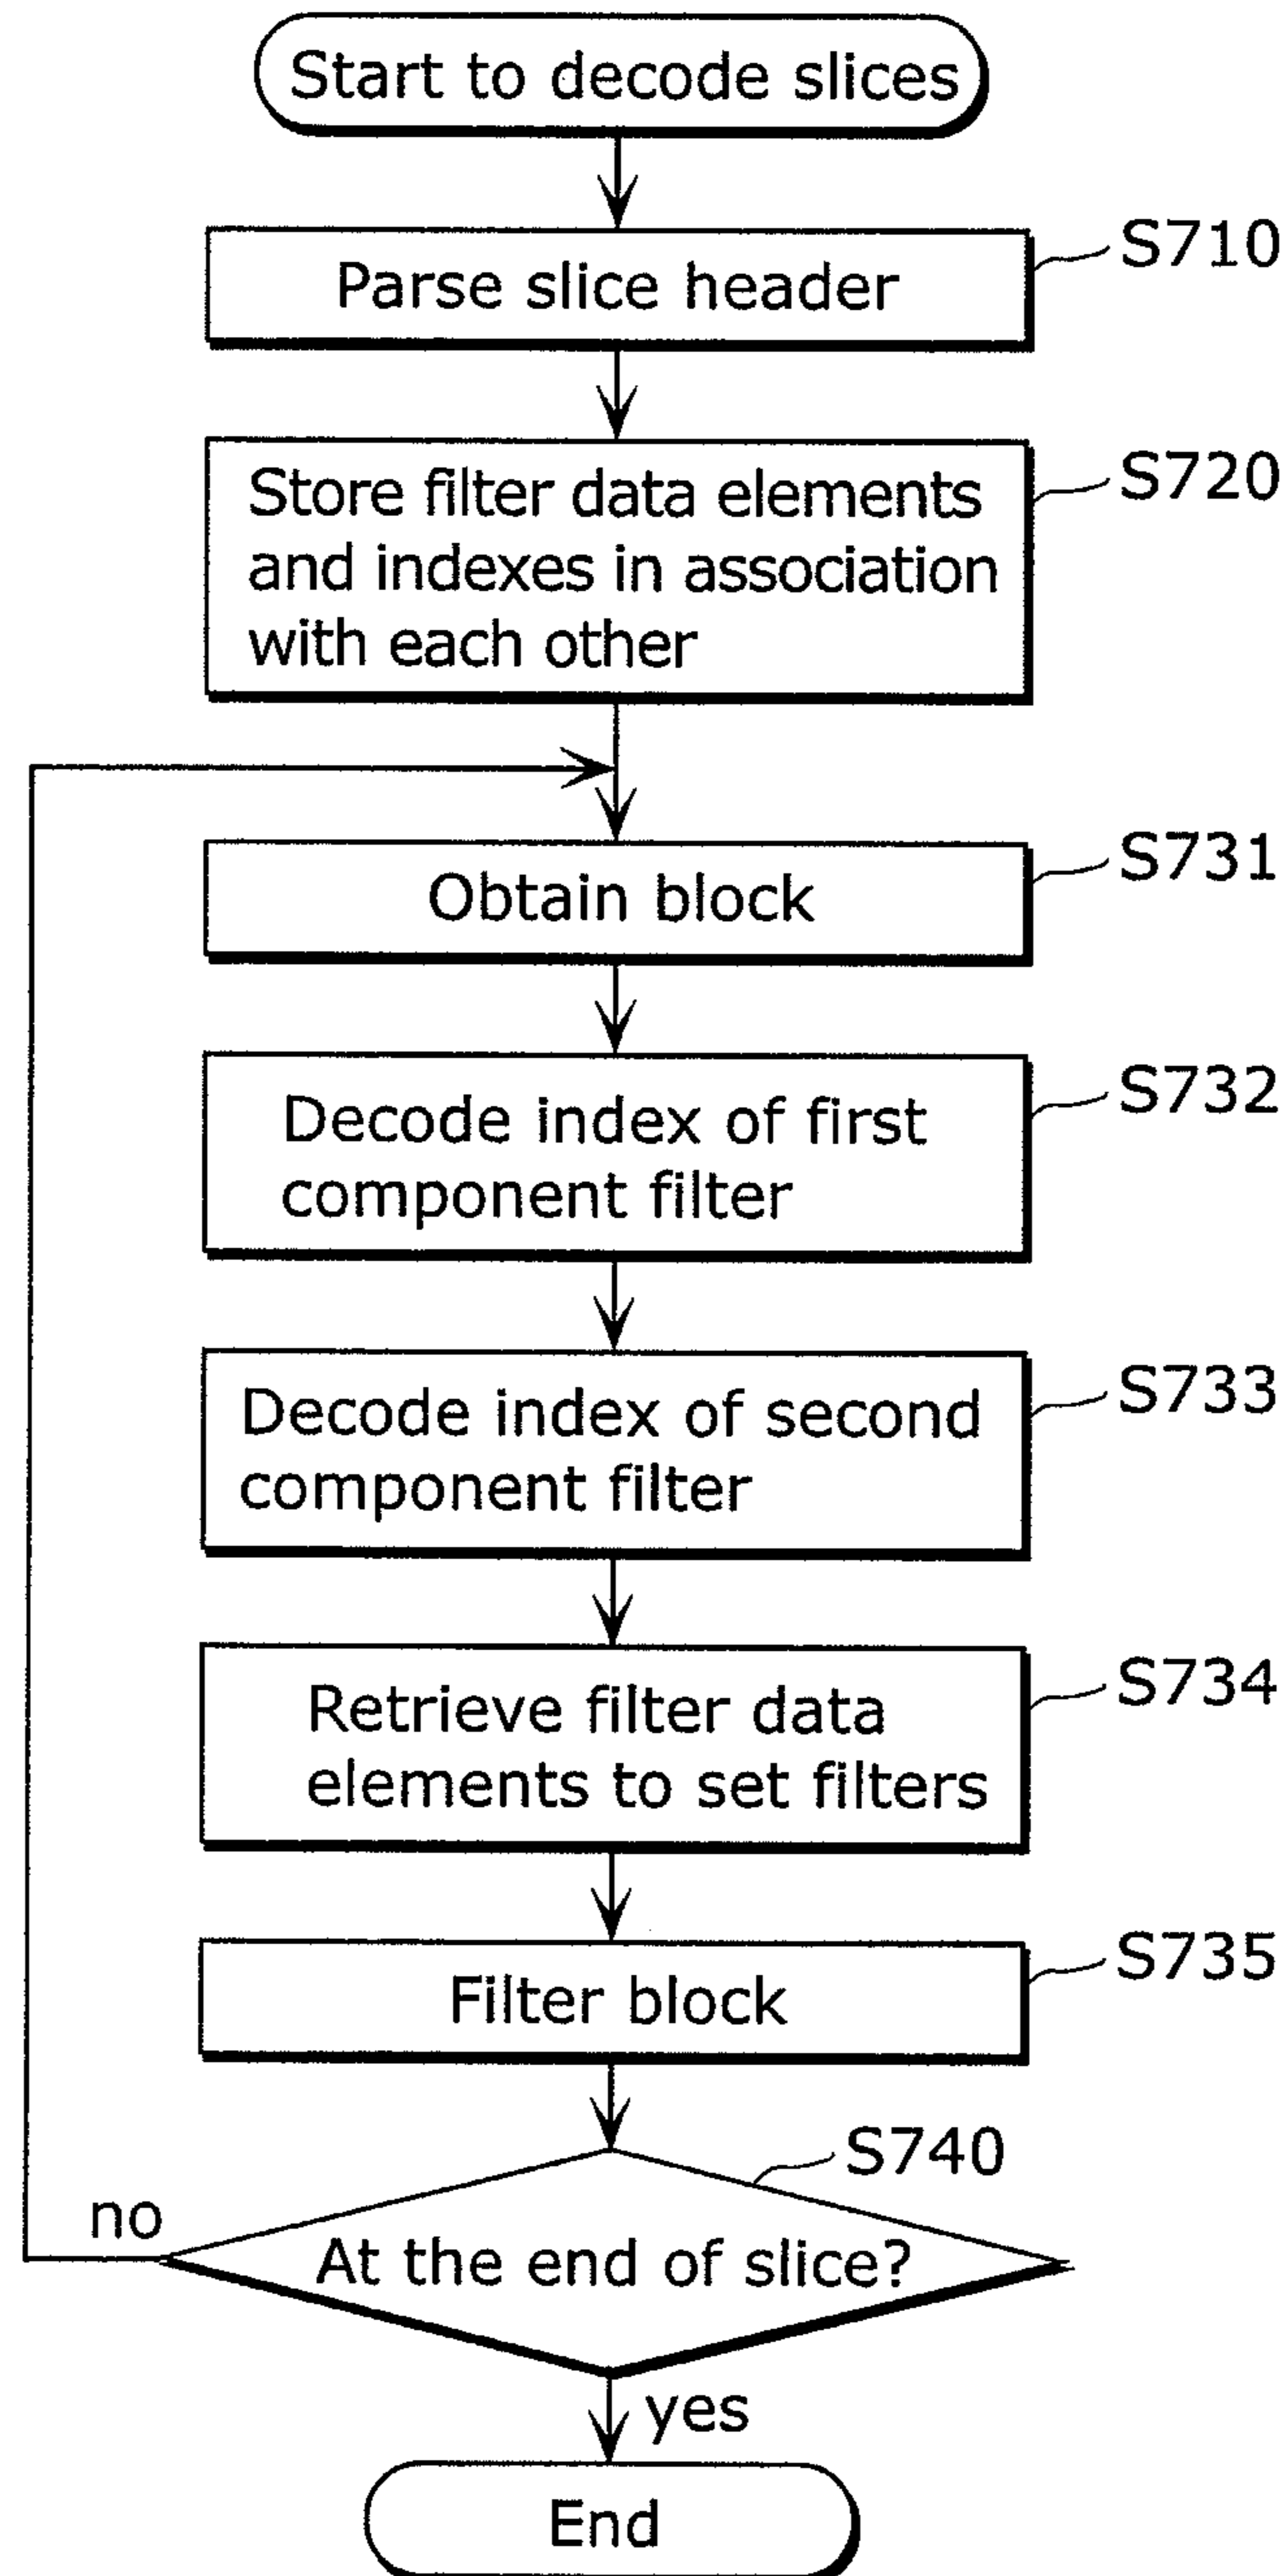 Start to decode slices
S710
Parse slice header
S720
Store filter data elements
and indexes in association
with each other
S731
Obtain block
S732
Decode index of first
component filter
S733
Decode index of second
component filter
S734
Retrieve filter data
elements to set filters
S735
Filter block
S740
no
At the end of slice?
yes
End